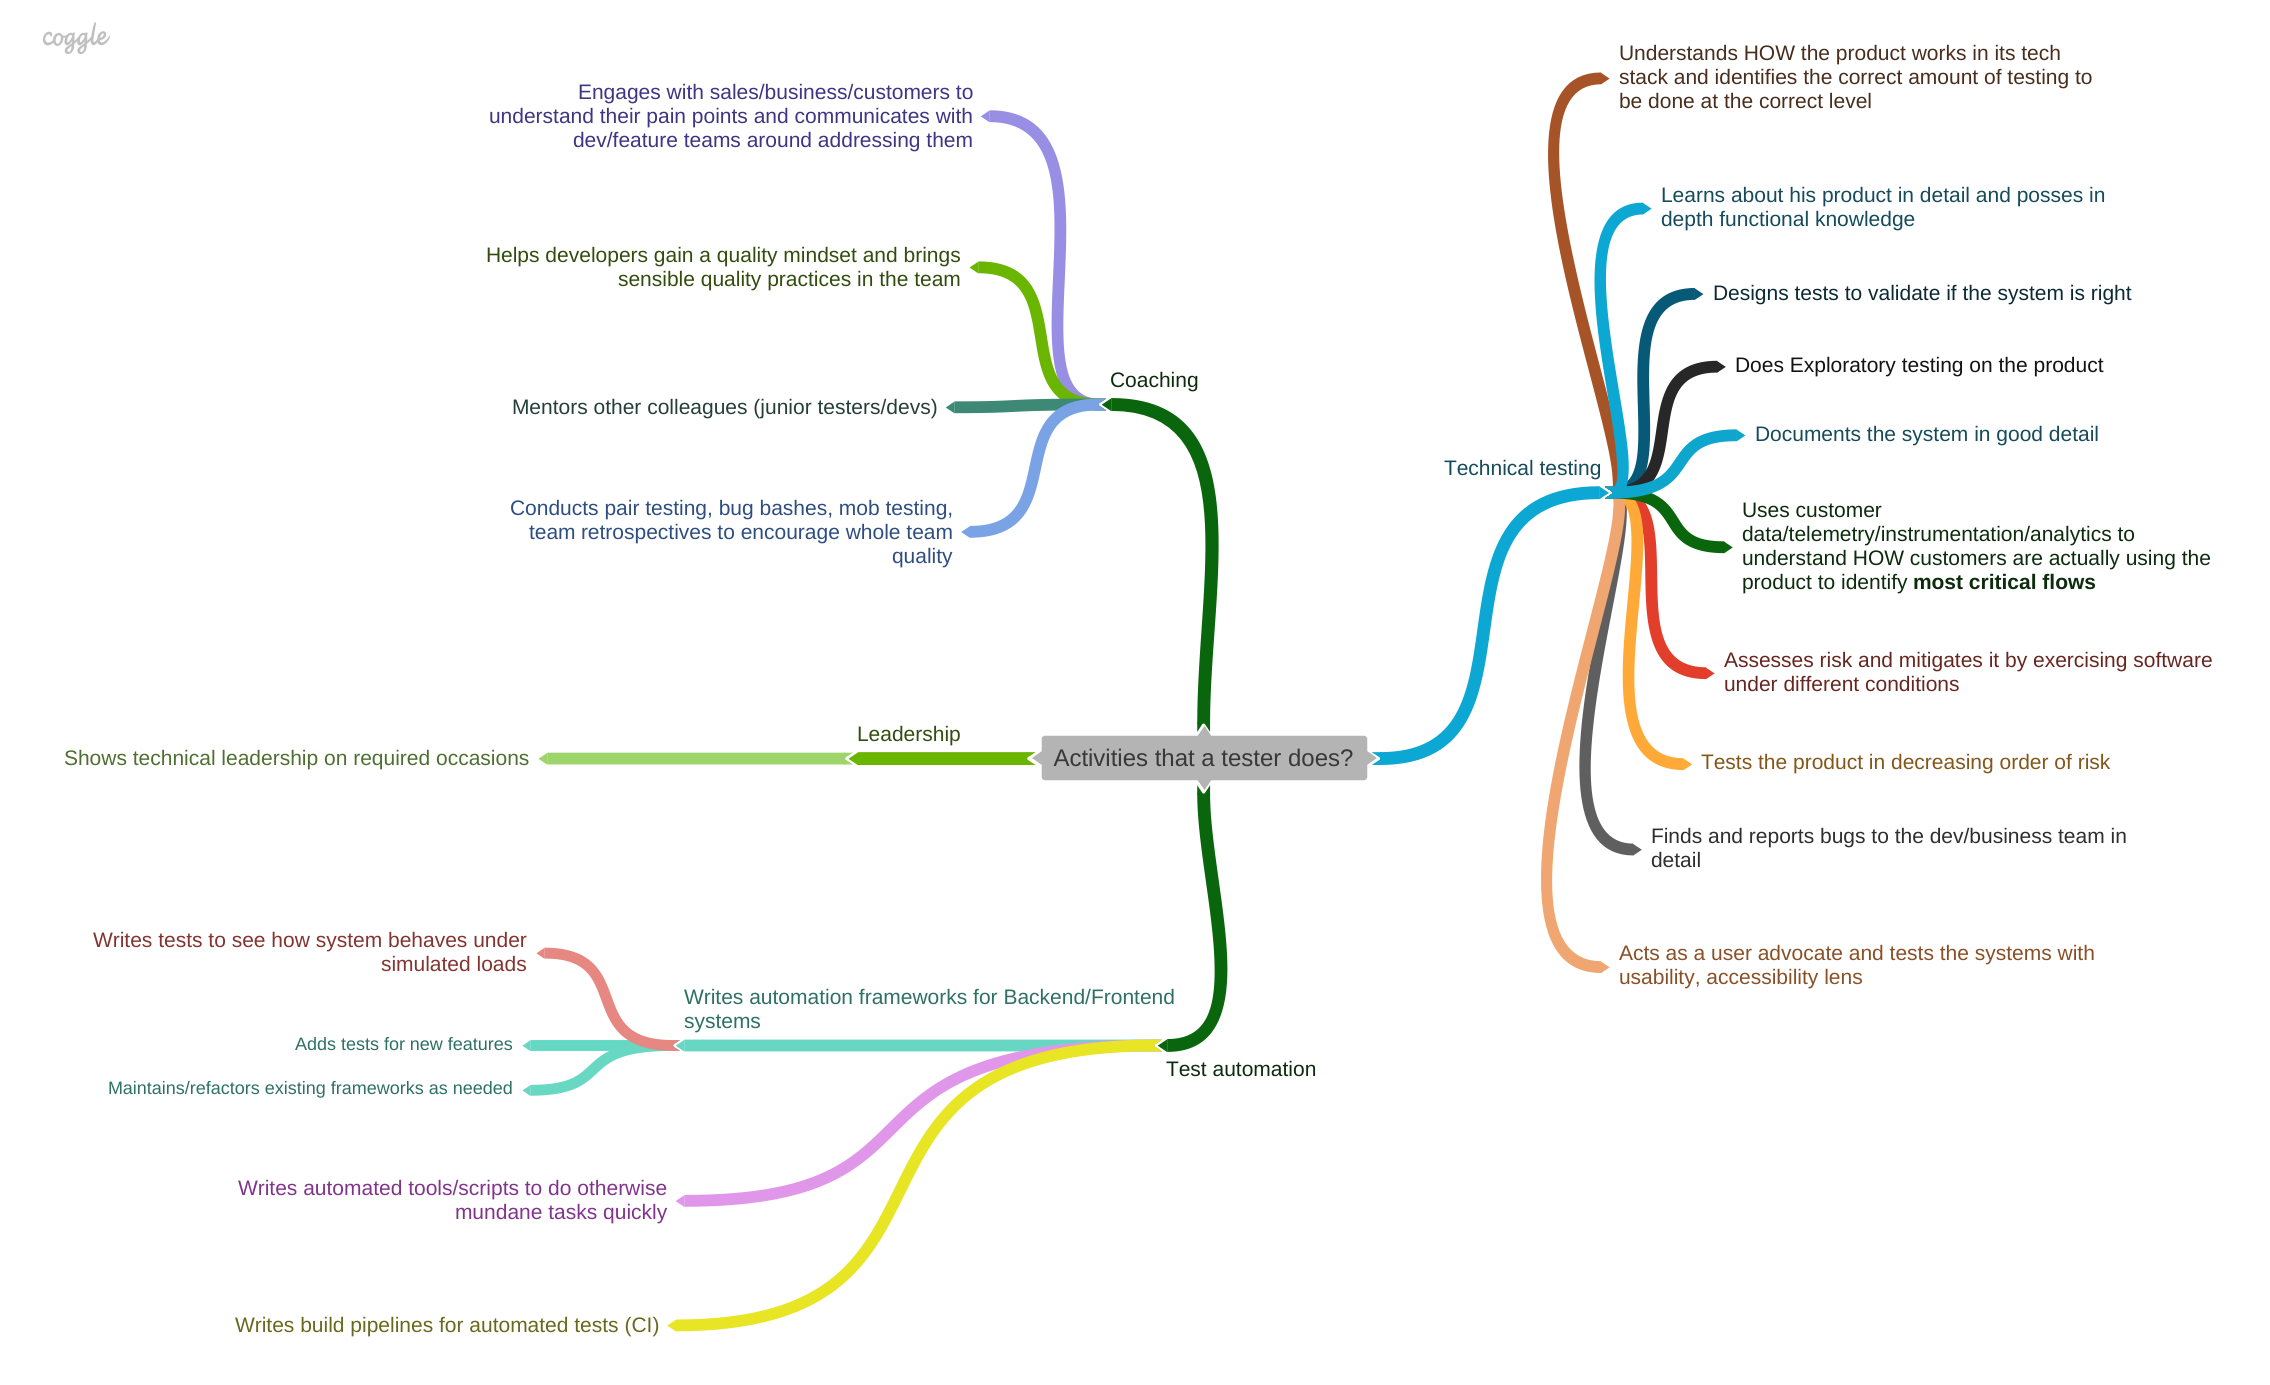 coggle
Engages with sales/business/customers to
understand their pain points and communicates with
dev/feature teams around addressing them
Helps developers gain a quality mindset and brings
sensible quality practices in the team
Coaching
Mentors other colleagues (junior testers/devs)
Conducts pair testing, bug bashes, mob testing,
team retrospectives to encourage whole team
quality
Leadership
Shows technical leadership on required occasions
Activities that a tester does?
Writes tests to see how system behaves under
simulated loads
Writes automation frameworks for Backend/Frontend
systems
Adds tests for new features
Maintains/refactors existing frameworks as needed
Test automation
Writes automated tools/scripts to do otherwise
mundane tasks quickly
Writes build pipelines for automated tests (CI)
Technical testing
Understands HOW the product works in its tech
stack and identifies the correct amount of testing to
be done at the correct level
Learns about his product in detail and posses in
depth functional knowledge
Designs tests to validate if the system is right
Does Exploratory testing on the product
Documents the system in good detail
Uses customer
data/telemetry/instrumentation/analytics to
understand HOW customers are actually using the
product to identify most critical flows
Assesses risk and mitigates it by exercising software
under different conditions
Tests the product in decreasing order of risk
Finds and reports bugs to the dev/business team in
detail
Acts as a user advocate and tests the systems with
usability, accessibility lens